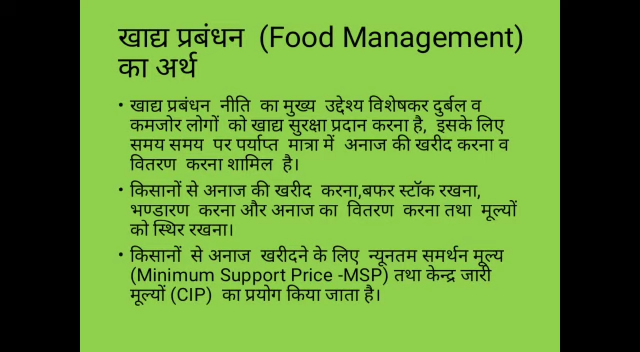 खाद्य प्रबंधन (Food Management)
का अर्थ
• खाद्य प्रबंधन नीति का मुख्य उद्देश्य विशेषकर दुर्बल व
कमजोर लोगों को खाद्य सुरक्षा प्रदान करना है, इसके लिए
समय समय पर पर्याप्त मात्रा में अनाज की खरीद करना व
वितरण करना शामिल है।
• किसानों से अनाज की खरीद करना,बफर स्टॉक रखना,
भण्डारण करना और अनाज का वितरण करना तथा मूल्यों
को स्थिर रखना।
• किसानों से अनाज खरीदने के लिए न्यूनतम समर्थन मूल्य
(Minimum Support Price -MSP) तथा केन्द्र जारी
मूल्यों (CIP) का प्रयोग किया जाता है।